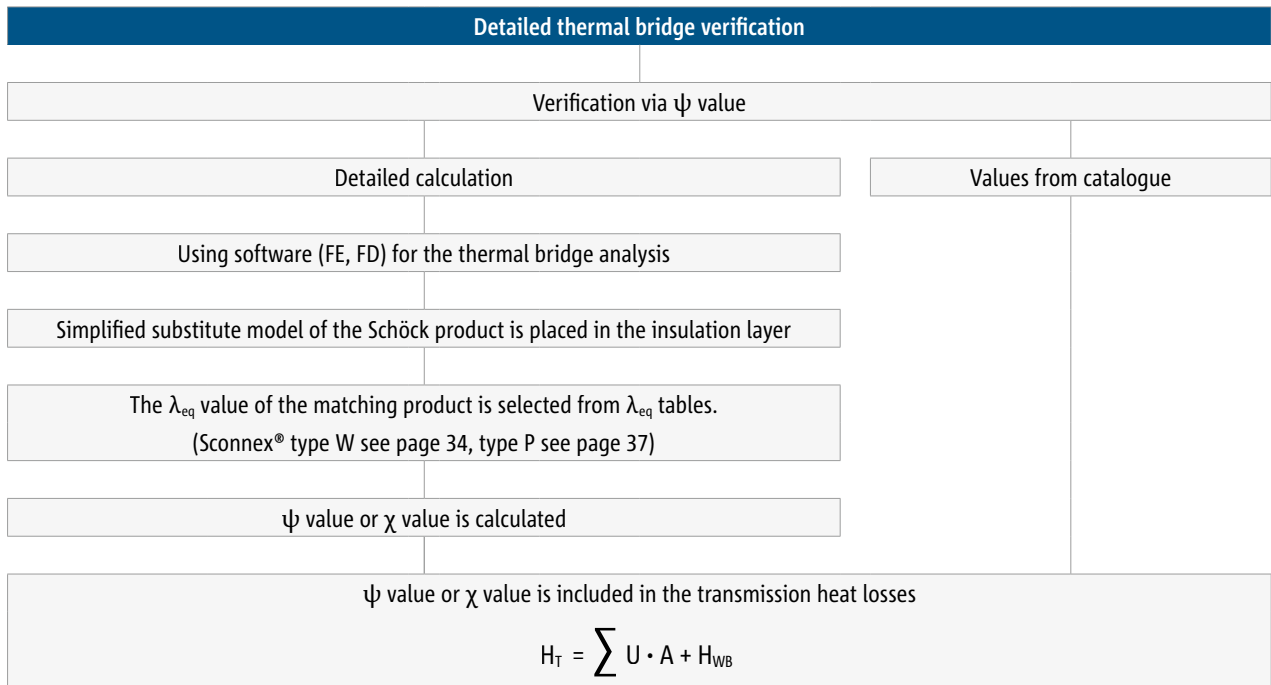 Detailed thermal bridge verification
Verification via ψ value
Detailed calculation
Values from catalogue
Using software (FE, FD) for the thermal bridge analysis
Simplified substitute model of the Schöck product is placed in the insulation layer
The λeq value of the matching product is selected from λeq tables.
(Sconnex® type W see page 34, type P see page 37)
ψ value or χ value is calculated
ψ value or χ value is included in the transmission heat losses
HT = ∑ U · A + HWB